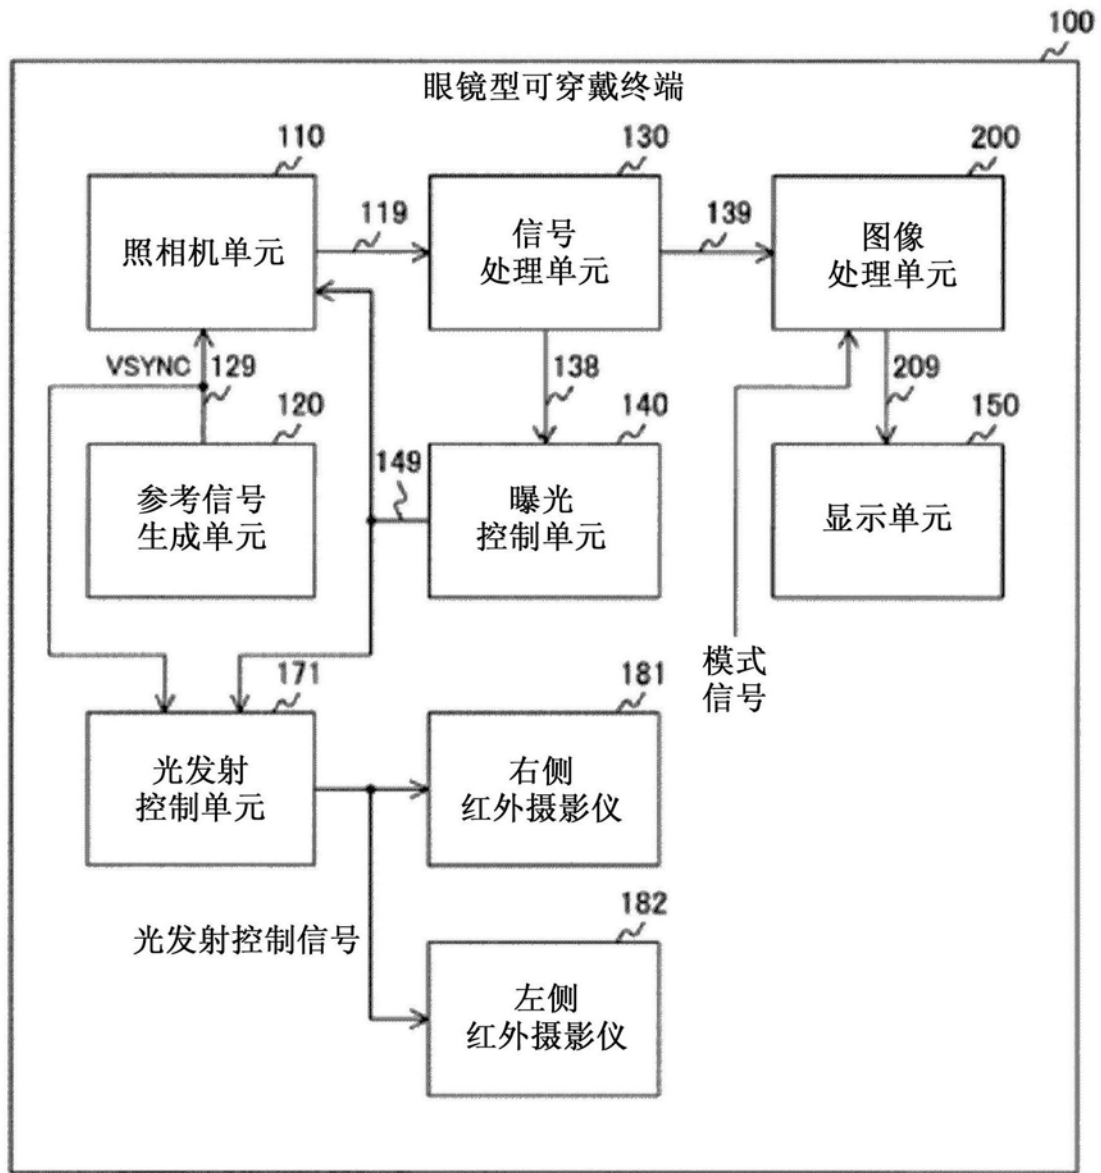 100
眼镜型可穿戴终端
110
130
200
照相机单元
119
信号
处理单元
139
图像
处理单元
VSYNC
129
138
209
120
140
150
参考信号
生成单元
149
曝光
控制单元
显示单元
模式
信号
171
181
光发射
控制单元
右侧
红外摄影仪
182
光发射控制信号
左侧
红外摄影仪